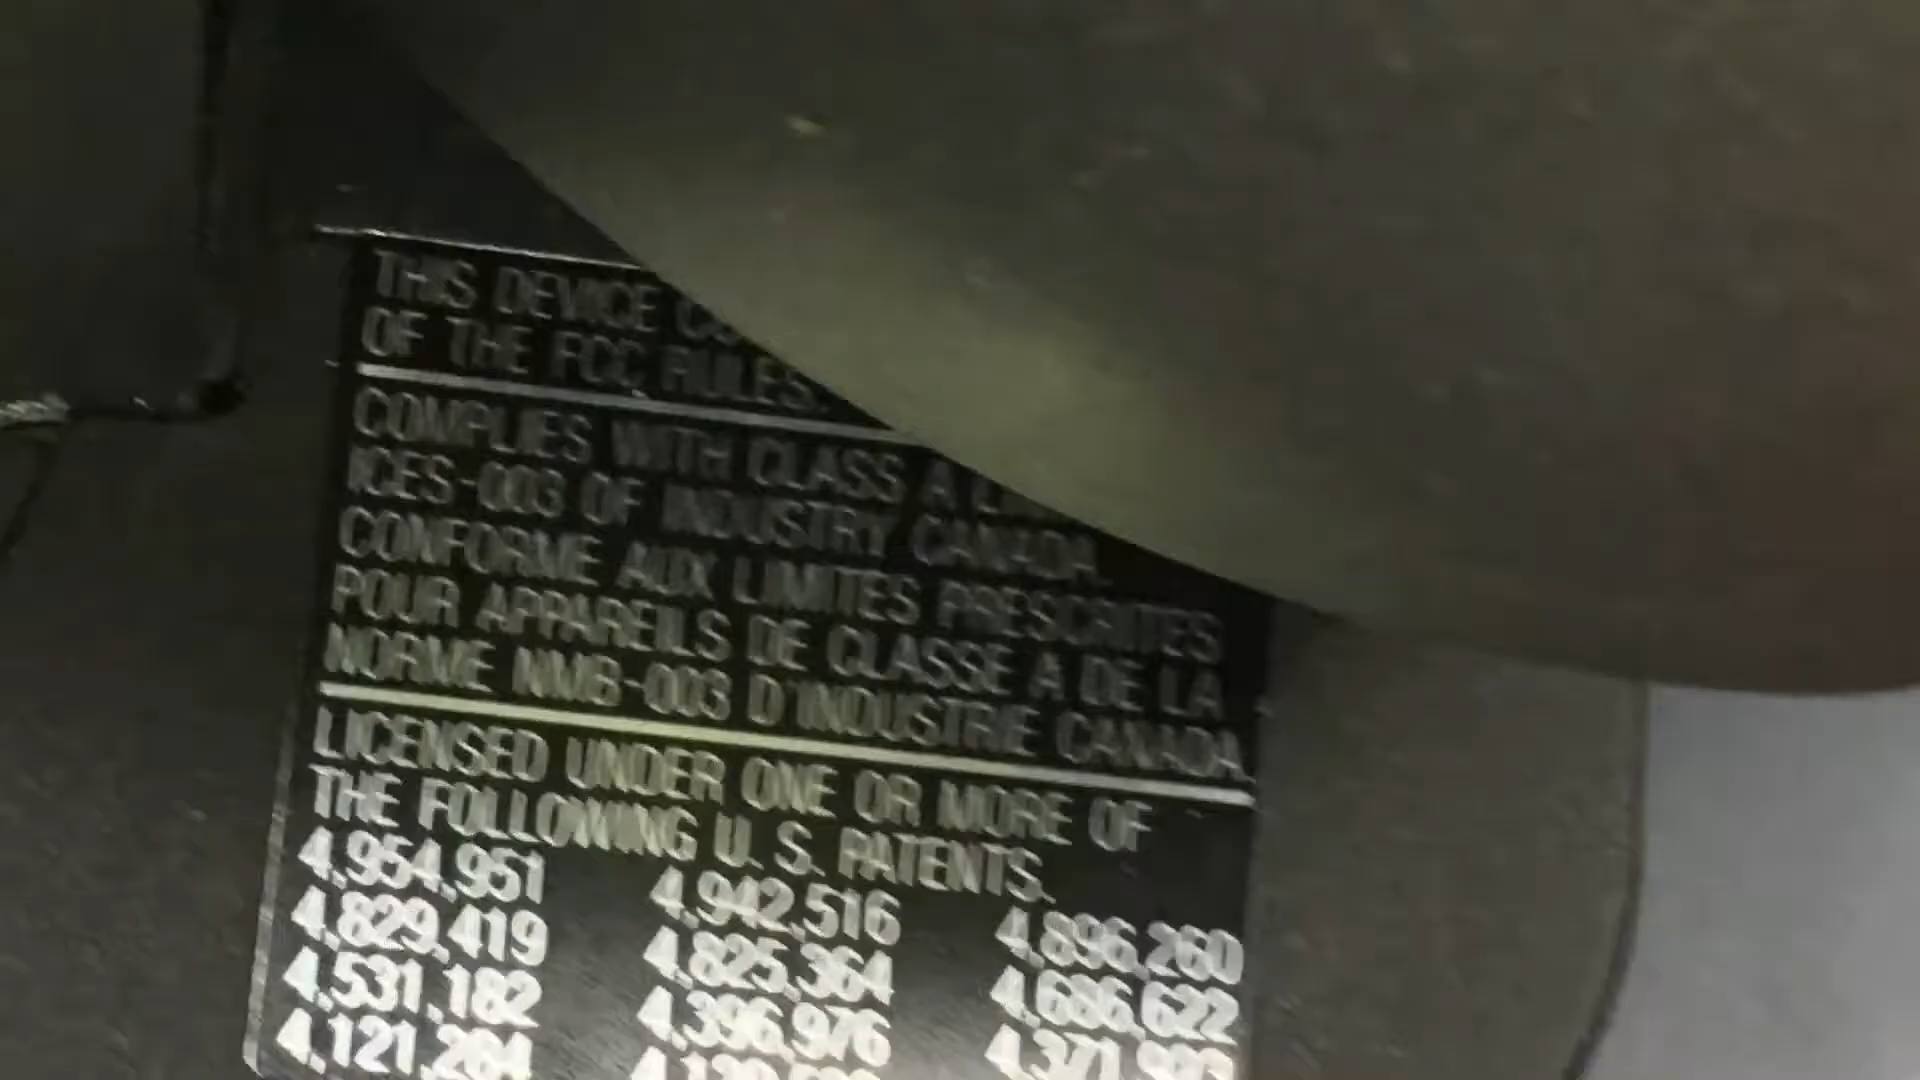 THIS DEVICE
OF THE FCC RULES.
COMPLIES WITH CLASS A
ICES-003 OF INDUSTRY CANADA.
CONFORME AUX LIMITES PRESCRITES
POUR APPAREILS DE CLASSE A DE LA
NORME NMB-003 D'INDUSTRIE CANADA.
LICENSED UNDER ONE OR MORE OF
THE FOLLOWING U.S. PATENTS.
4,954,951 4,942,516 4,896,260
4,829,419 4,825,364 4,686,622
4,531,182 4,396,976
4,121,284